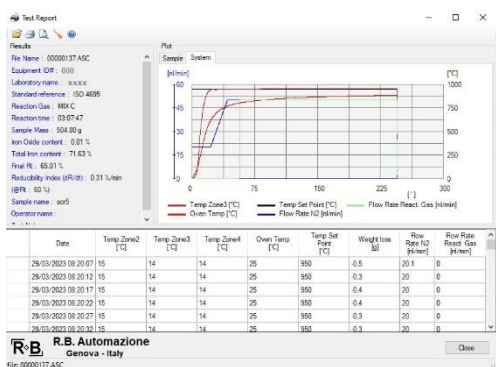 Test Report
Results
File Name : 00000137.ASC
Equipment ID# : 000
Laboratory name : xxxx
Standard reference : ISO 4695
Reaction Gas : MIX C
Reaction time : 03:07:47
Sample Mass : 504.80 g
Iron Oxide content : 0.01 %
Total Iron content : 71.63 %
Final Rt : 65.01 %
Reducibility Index (dR/dt) : 0.31 %/min
(@Rt : 60 %)
Sample name : scr5
Operator name :
Plot
Sample System
[nl/min] [°C]
60
45
30
15
0
1000
750
500
250
0
0 75 150 225 300
[ ' ]
Temp Zone3 [°C] Temp Set Point [°C] Flow Rate React. Gas [nl/min]
Oven Temp [°C] Flow Rate N2 [nl/min]
Date Temp Zone2 [°C] Temp Zone3 [°C] Temp Zone4 [°C] Oven Temp [°C] Temp Set Point [°C] Weight loss [g] Flow Rate N2 [nl/min] Flow Rate React. Gas [nl/min]
29/03/2023 08:20:07 15 14 14 25 950 -0.5 20.1 0
29/03/2023 08:20:12 15 14 14 25 950 -0.3 20 0
29/03/2023 08:20:17 15 14 14 25 950 -0.4 20 0
29/03/2023 08:20:22 15 14 14 25 950 -0.4 20 0
29/03/2023 08:20:27 15 14 14 25 950 -0.3 20 0
29/03/2023 08:20:32 15 14 14 25 950 -0.3 20 0
R.B. R.B. Automazione
Genova - Italy
Close
file: 00000137.ASC